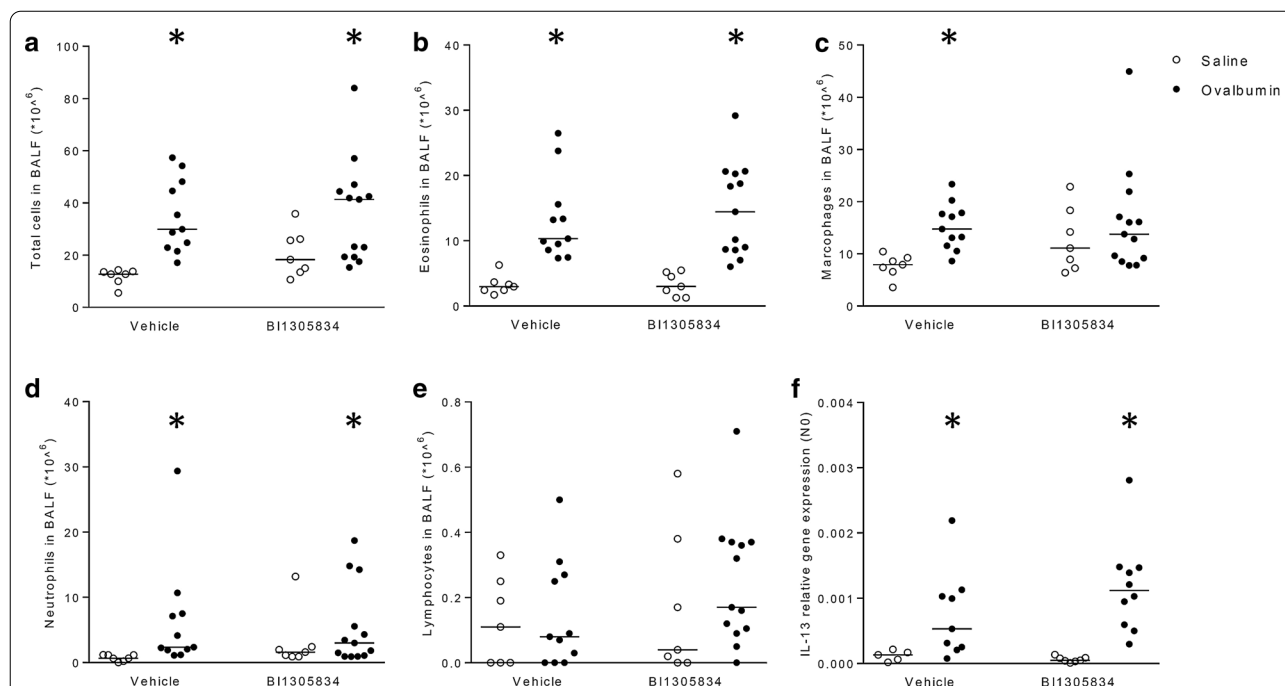 a
*
*
Total cells in BALF (*10^6)
100
80
60
40
20
0
Vehicle
BI1305834
b
*
*
Eosinophils in BALF (*10^6)
40
30
20
10
0
Vehicle
BI1305834
c
*
Marcophages in BALF (*10^6)
50
40
30
20
10
0
Vehicle
BI1305834
Saline
Ovalbumin
d
*
*
Neutrophils in BALF (*10^6)
40
30
20
10
0
Vehicle
BI1305834
e
Lymphocytes in BALF (*10^6)
0.8
0.6
0.4
0.2
0.0
Vehicle
BI1305834
f
*
*
IL-13 relative gene expression (N0)
0.004
0.003
0.002
0.001
0.000
Vehicle
BI1305834